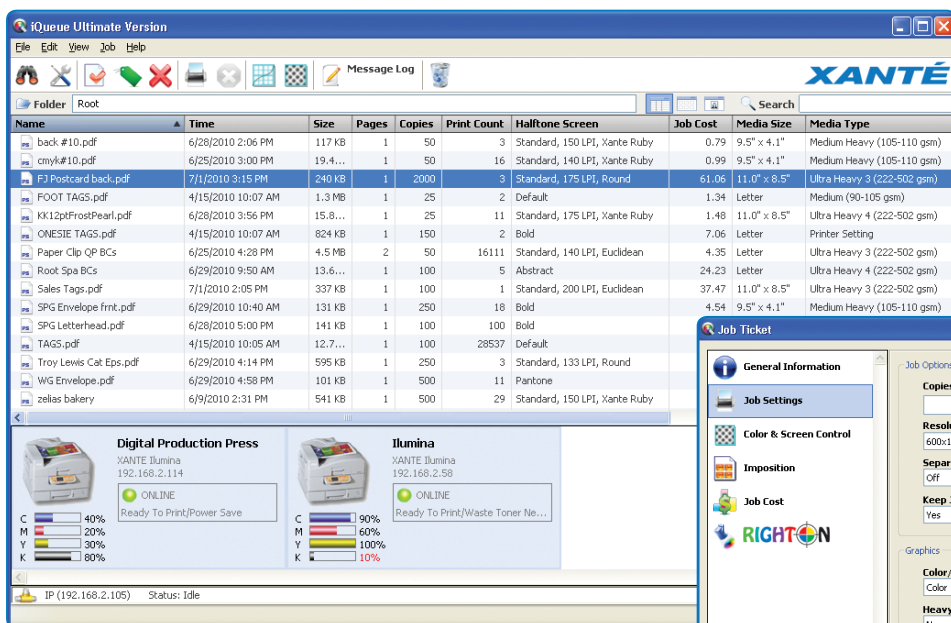 iQueue Ultimate Version
File Edit View Job Help
Message Log
XANTÉ
Folder Root Search
Name Time Size Pages Copies Print Count Halftone Screen Job Cost Media Size Media Type
back #10.pdf 6/28/2010 2:06 PM 117 KB 1 50 3 Standard, 150 LPI, Xante Ruby 0.79 9.5" x 4.1" Medium Heavy (105-110 gsm)
cmyk#10.pdf 6/25/2010 3:00 PM 19.4... 1 50 16 Standard, 140 LPI, Xante Ruby 0.99 9.5" x 4.1" Medium Heavy (105-110 gsm)
FJ Postcard back.pdf 7/1/2010 3:15 PM 240 KB 1 2000 3 Standard, 175 LPI, Round 61.06 11.0" x 8.5" Ultra Heavy 3 (222-502 gsm)
FOOT TAGS.pdf 4/15/2010 10:07 AM 1.3 MB 1 25 2 Default 1.34 Letter Medium (90-105 gsm)
KK12ptFrostPearl.pdf 6/28/2010 3:56 PM 15.8... 1 25 11 Standard, 175 LPI, Xante Ruby 1.48 11.0" x 8.5" Ultra Heavy 4 (222-502 gsm)
ONESIE TAGS.pdf 4/15/2010 10:07 AM 824 KB 1 150 2 Bold 7.06 Letter Printer Setting
Paper Clip QP BCs 6/25/2010 4:28 PM 4.5 MB 2 50 16111 Standard, 140 LPI, Euclidean 4.35 Letter Ultra Heavy 3 (222-502 gsm)
Root Spa BCs 6/29/2010 9:50 AM 13.6... 1 100 5 Abstract 24.23 Letter Ultra Heavy 4 (222-502 gsm)
Sales Tags.pdf 7/1/2010 2:05 PM 337 KB 1 100 1 Standard, 200 LPI, Euclidean 37.47 11.0" x 8.5" Ultra Heavy 3 (222-502 gsm)
SPG Envelope frnt.pdf 6/29/2010 10:40 AM 131 KB 1 250 18 Bold 4.54 9.5" x 4.1" Medium Heavy (105-110 gsm)
SPG Letterhead.pdf 6/28/2010 5:00 PM 141 KB 1 100 100 Bold
TAGS.pdf 4/15/2010 10:05 AM 12.7... 1 100 28537 Default
Troy Lewis Cat Eps.pdf 6/29/2010 4:14 PM 595 KB 1 250 3 Standard, 133 LPI, Round
WG Envelope.pdf 6/29/2010 4:58 PM 101 KB 1 500 11 Pantone
zelias bakery 6/9/2010 2:31 PM 541 KB 1 500 29 Standard, 150 LPI, Xante Ruby
Digital Production Press
XANTE Ilumina
192.168.2.114
ONLINE
Ready To Print/Power Save
C 40%
M 20%
Y 30%
K 80%
Ilumina
XANTE Ilumina
192.168.2.58
ONLINE
Ready To Print/Waste Toner Ne...
C 90%
M 60%
Y 100%
K 10%
IP (192.168.2.105) Status: Idle
Job Ticket
General Information
Job Settings
Color & Screen Control
Imposition
Job Cost
RIGHTON
Job Options
Copies
Resolu
600x1
Separ
Off
Keep
Yes
Graphics
Color/
Color
Heavy